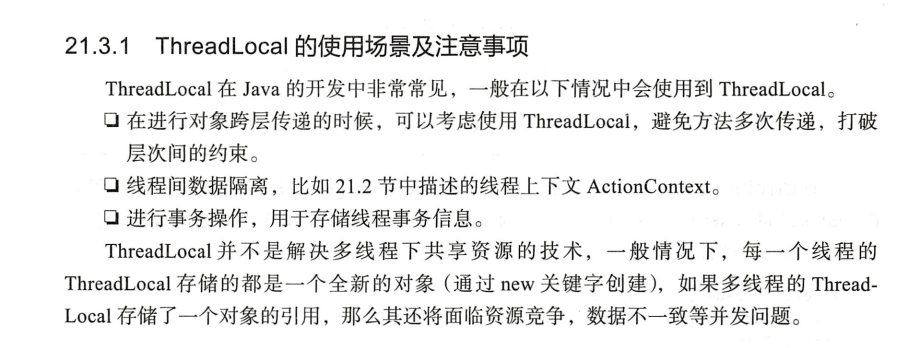 21.3.1 ThreadLocal 的使用场景及注意事项
ThreadLocal 在 Java 的开发中非常常见，一般在以下情况中会使用到 ThreadLocal。
❏ 在进行对象跨层传递的时候，可以考虑使用 ThreadLocal，避免方法多次传递，打破
层次间的约束。
❏ 线程间数据隔离，比如 21.2 节中描述的线程上下文 ActionContext。
❏ 进行事务操作，用于存储线程事务信息。
ThreadLocal 并不是解决多线程下共享资源的技术，一般情况下，每一个线程的
ThreadLocal 存储的都是一个全新的对象（通过 new 关键字创建），如果多线程的 Thread-
Local 存储了一个对象的引用，那么其还将面临资源竞争，数据不一致等并发问题。